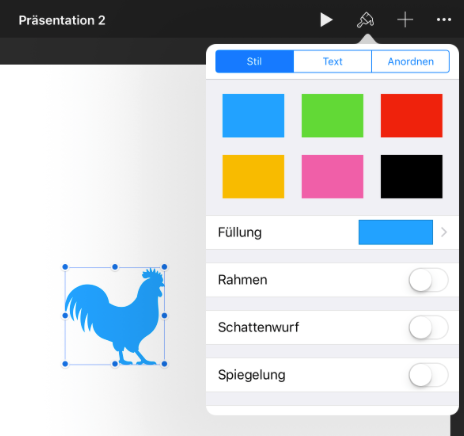 Präsentation 2
Stil Text Anordnen
Füllung
Rahmen
Schattenwurf
Spiegelung